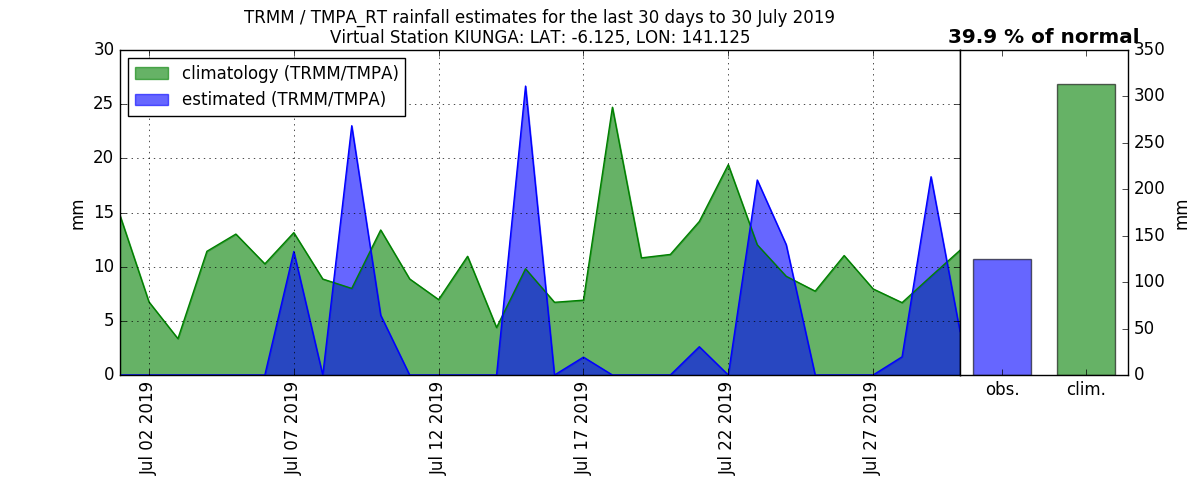 TRMM / TMPA_RT rainfall estimates for the last 30 days to 30 July 2019
Virtual Station KIUNGA: LAT: -6.125, LON: 141.125
39.9 % of normal
climatology (TRMM/TMPA)
estimated (TRMM/TMPA)
30
25
20
15
10
5
0
mm
Jul 02 2019
Jul 07 2019
Jul 12 2019
Jul 17 2019
Jul 22 2019
Jul 27 2019
350
300
250
200
150
100
50
0
mm
obs.
clim.